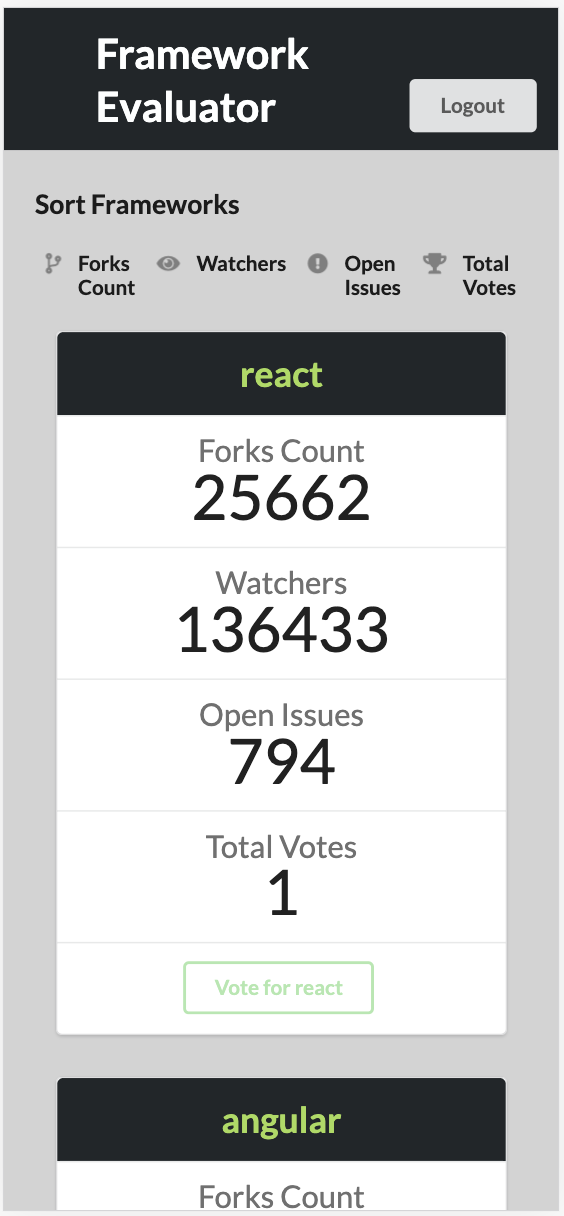 Framework
Evaluator
Logout
Sort Frameworks
Forks
Count
Watchers
Open
Issues
Total
Votes
react
Forks Count
25662
Watchers
136433
Open Issues
794
Total Votes
1
Vote for react
angular
Forks Count